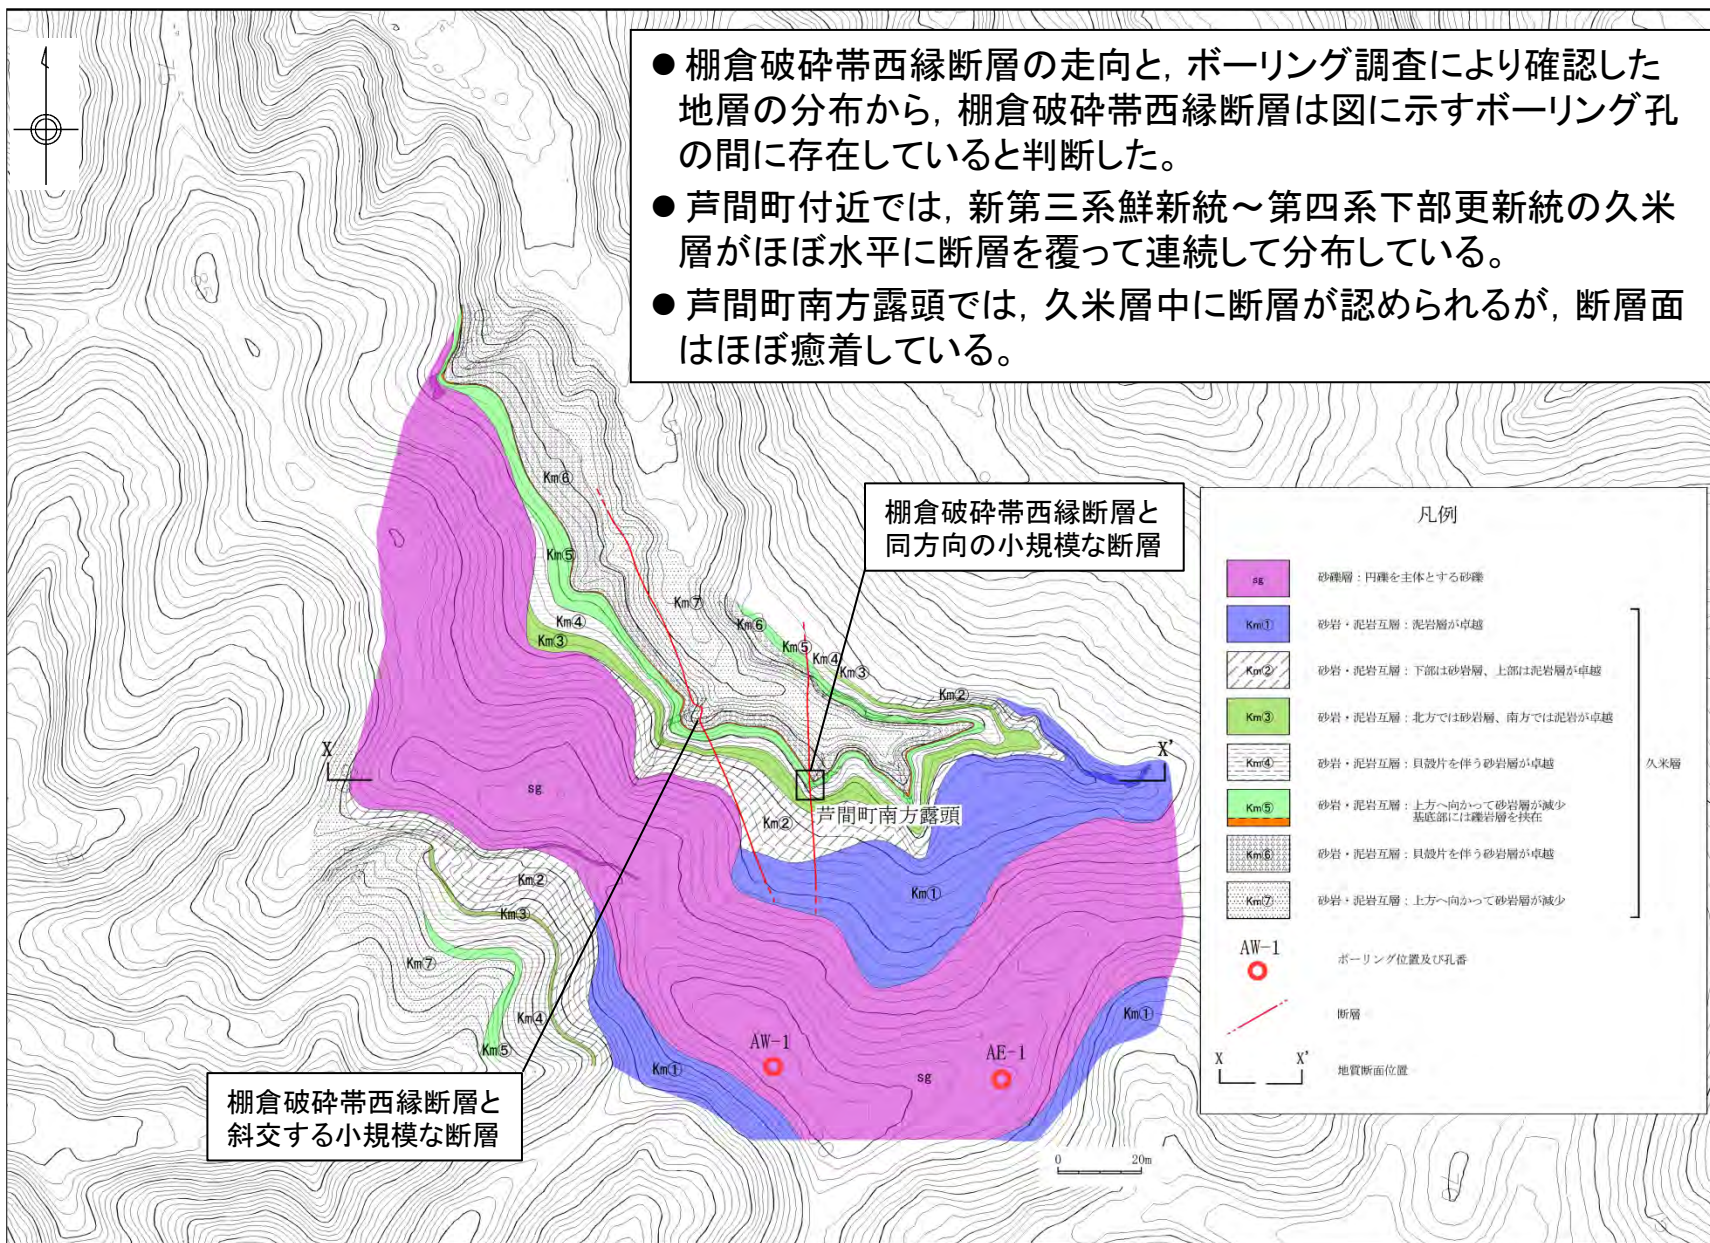 ● 棚倉破砕帯西縁断層の走向と，ボーリング調査により確認した
地層の分布から，棚倉破砕帯西縁断層は図に示すボーリング孔
の間に存在していると判断した。
● 芦間町付近では，新第三系鮮新統～第四系下部更新統の久米
層がほぼ水平に断層を覆って連続して分布している。
● 芦間町南方露頭では，久米層中に断層が認められるが，断層面
はほぼ癒着している。
棚倉破砕帯西縁断層と
同方向の小規模な断層
Km⑥
Km⑤
Km④
Km③
Km⑦
Km⑥
Km⑤
Km④
Km③
Km②
X
X'
sg
Km②
芦間町南方露頭
Km①
Km②
Km③
Km⑦
Km④
Km⑤
Km①
Km①
AW-1
AE-1
sg
棚倉破砕帯西縁断層と
斜交する小規模な断層
0 20m
凡例
sg 砂礫層：円礫を主体とする砂礫
Km① 砂岩・泥岩互層：泥岩層が卓越
Km② 砂岩・泥岩互層：下部は砂岩層、上部は泥岩層が卓越
Km③ 砂岩・泥岩互層：北方では砂岩層、南方では泥岩が卓越
Km④ 砂岩・泥岩互層：貝殻片を伴う砂岩層が卓越
Km⑤ 砂岩・泥岩互層：上方へ向かって砂岩層が減少
基底部には礫岩層を挟在
Km⑥ 砂岩・泥岩互層：貝殻片を伴う砂岩層が卓越
Km⑦ 砂岩・泥岩互層：上方へ向かって砂岩層が減少
久米層
AW-1
ボーリング位置及び孔番
断層
X X'
地質断面位置